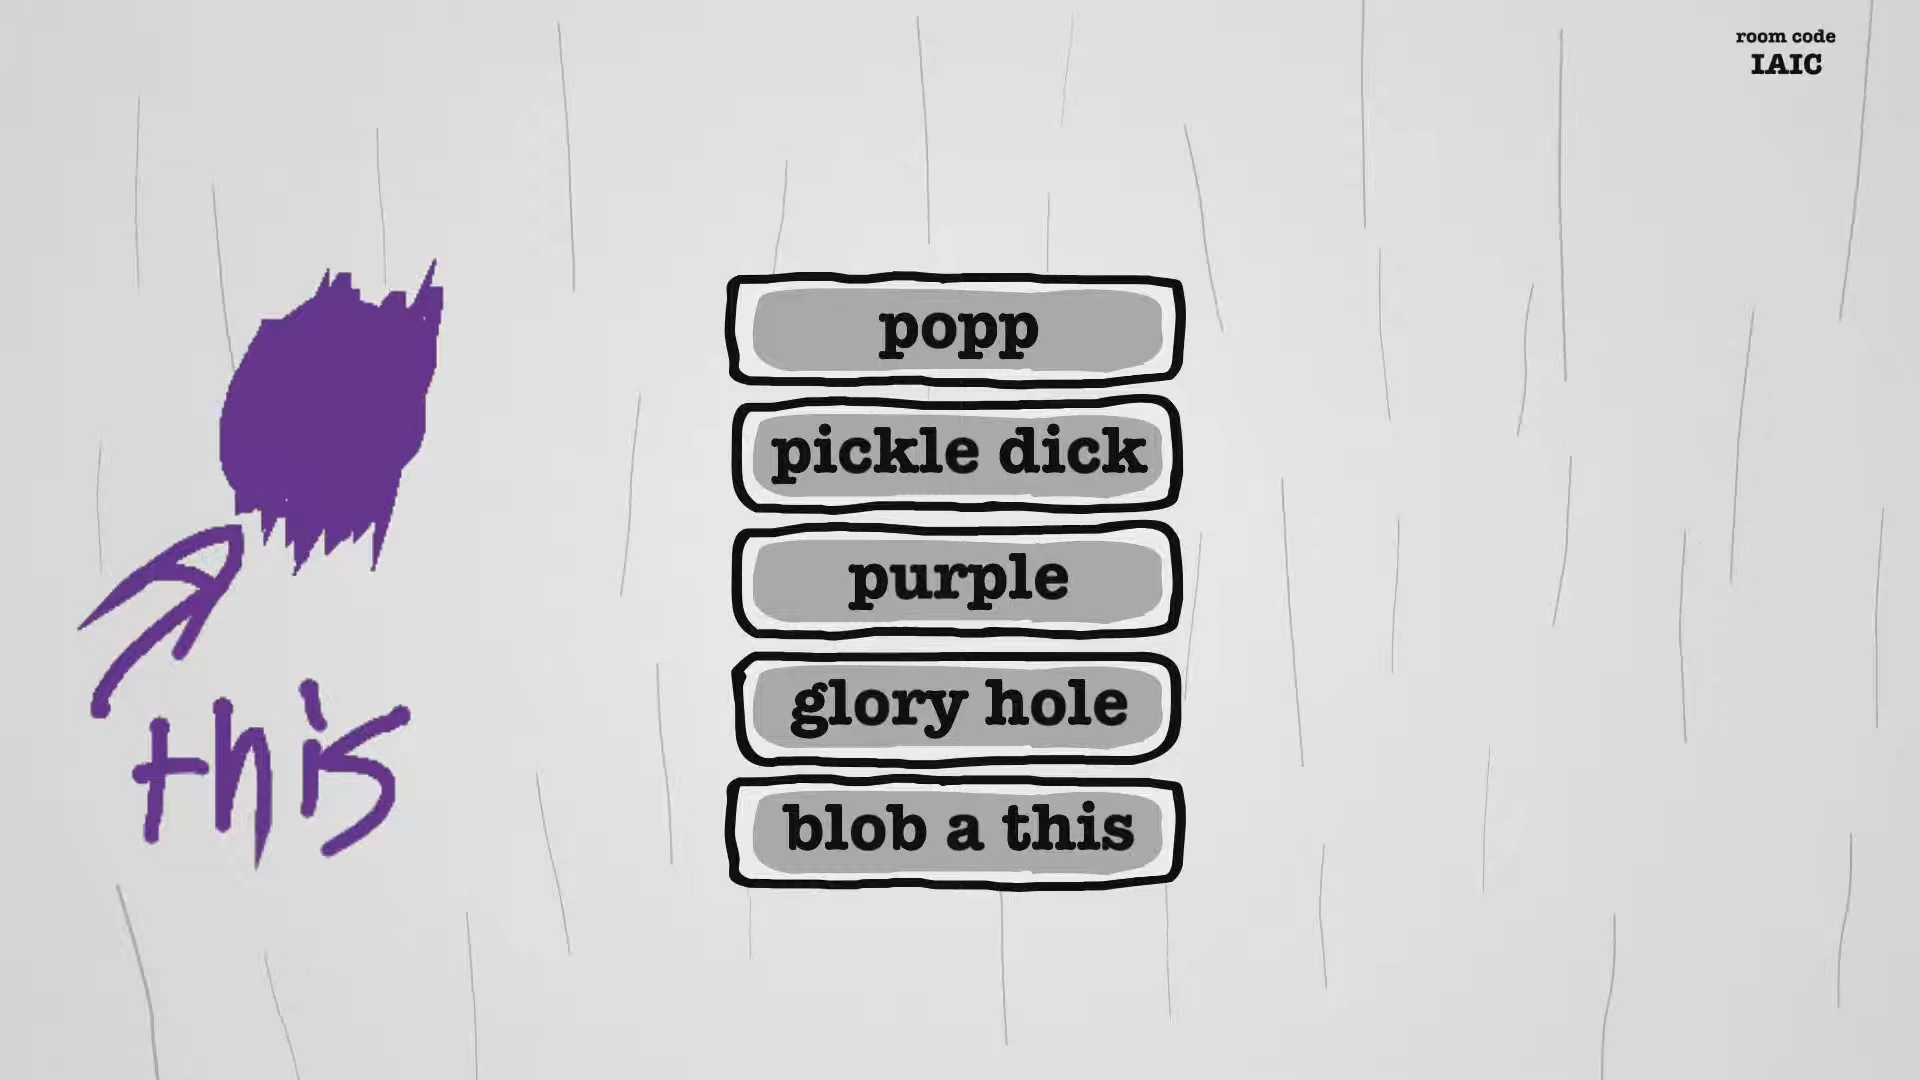 room code
IAIC
popp
pickle dick
purple
glory hole
blob a this
this